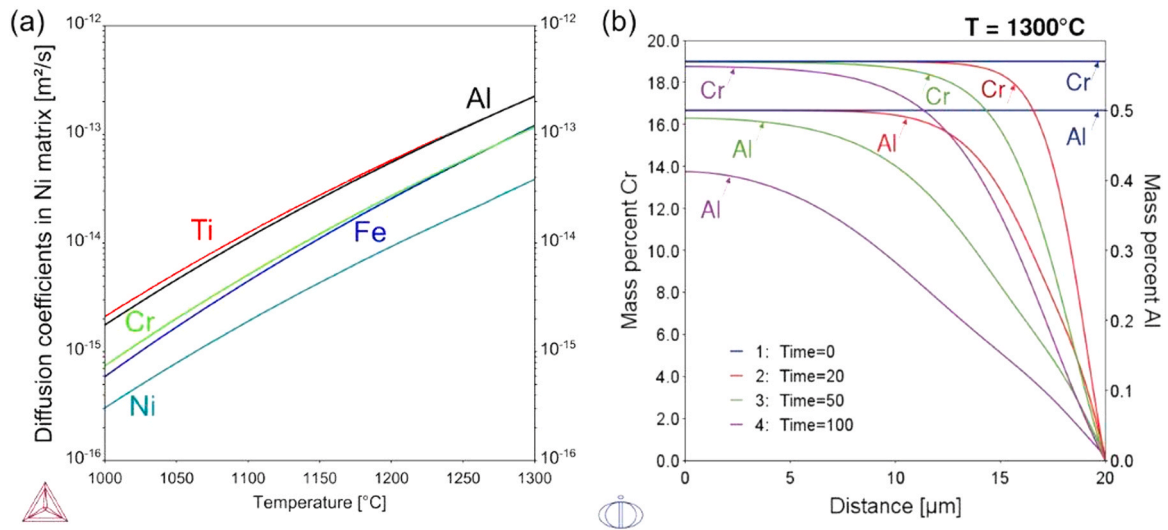 (a)
Diffusion coefficients in Ni matrix [m²/s]
10⁻¹²
10⁻¹³
10⁻¹⁴
10⁻¹⁵
10⁻¹⁶
10⁻¹²
10⁻¹³
10⁻¹⁴
10⁻¹⁵
10⁻¹⁶
Al
Ti
Fe
Cr
Ni
1000 1050 1100 1150 1200 1250 1300
Temperature [°C]
(b)
T = 1300°C
Mass percent Cr
20.0
18.0
16.0
14.0
12.0
10.0
8.0
6.0
4.0
2.0
0.0
Cr
Cr
Cr
Cr
Al
Al
Al
Al
1: Time=0
2: Time=20
3: Time=50
4: Time=100
0.6
0.5
0.4
0.3
0.2
0.1
0.0
Mass percent Al
0 5 10 15 20
Distance [µm]